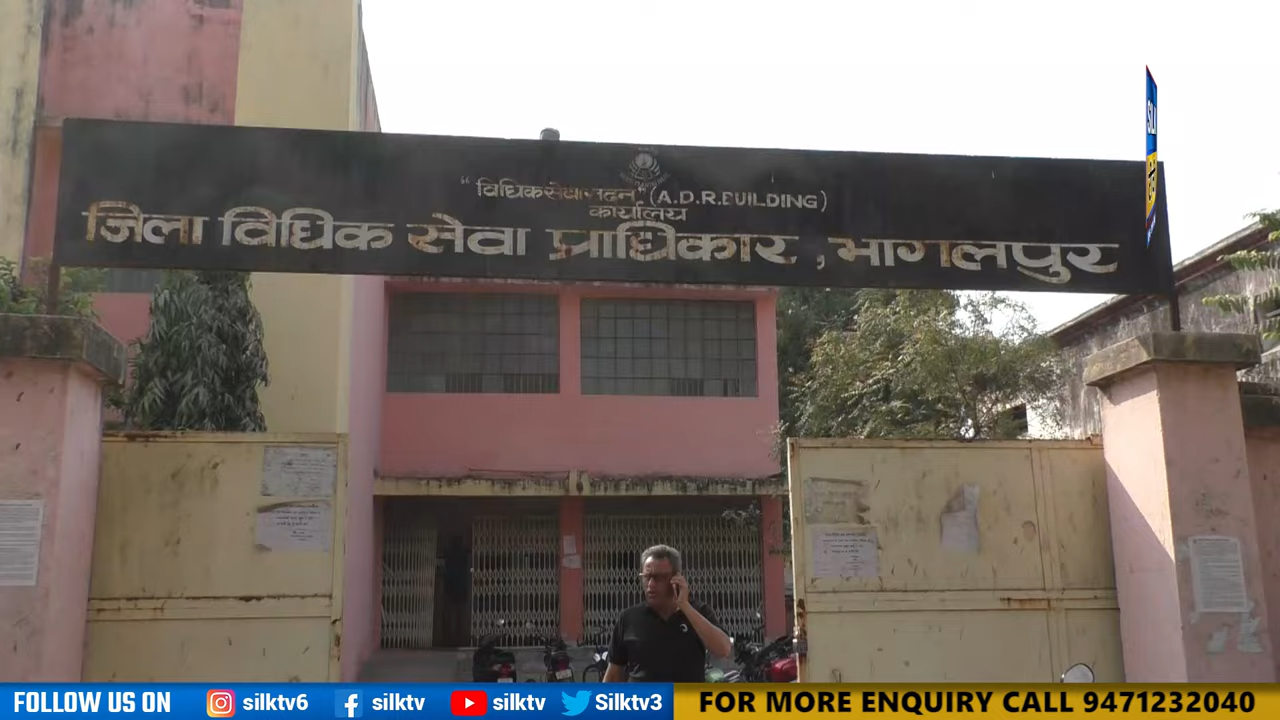 "विधिक सेवा सदन" (A.D.R.BUILDING)
कार्यालय
जिला विधिक सेवा प्राधिकार, भागलपुर
FOLLOW US ON silktv6 silktv silktv Silktv3 FOR MORE ENQUIRY CALL 9471232040